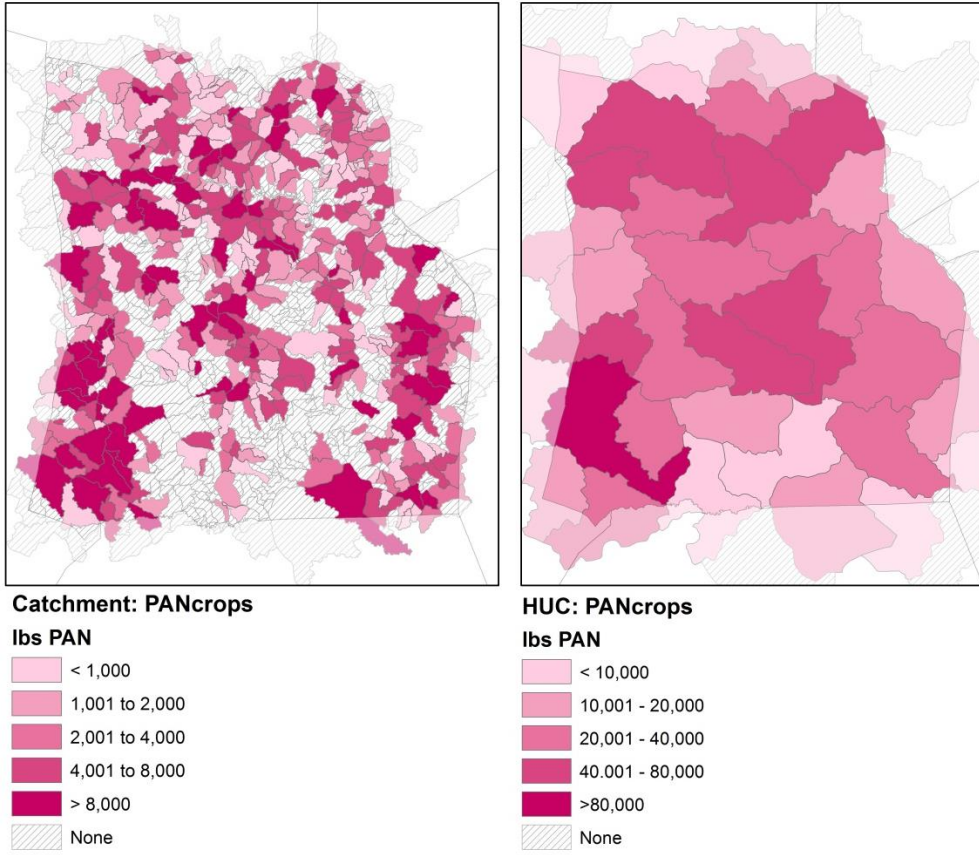 Catchment: PANcrops
lbs PAN
< 1,000
1,001 to 2,000
2,001 to 4,000
4,001 to 8,000
> 8,000
None
HUC: PANcrops
lbs PAN
< 10,000
10,001 - 20,000
20,001 - 40,000
40.001 - 80,000
>80,000
None